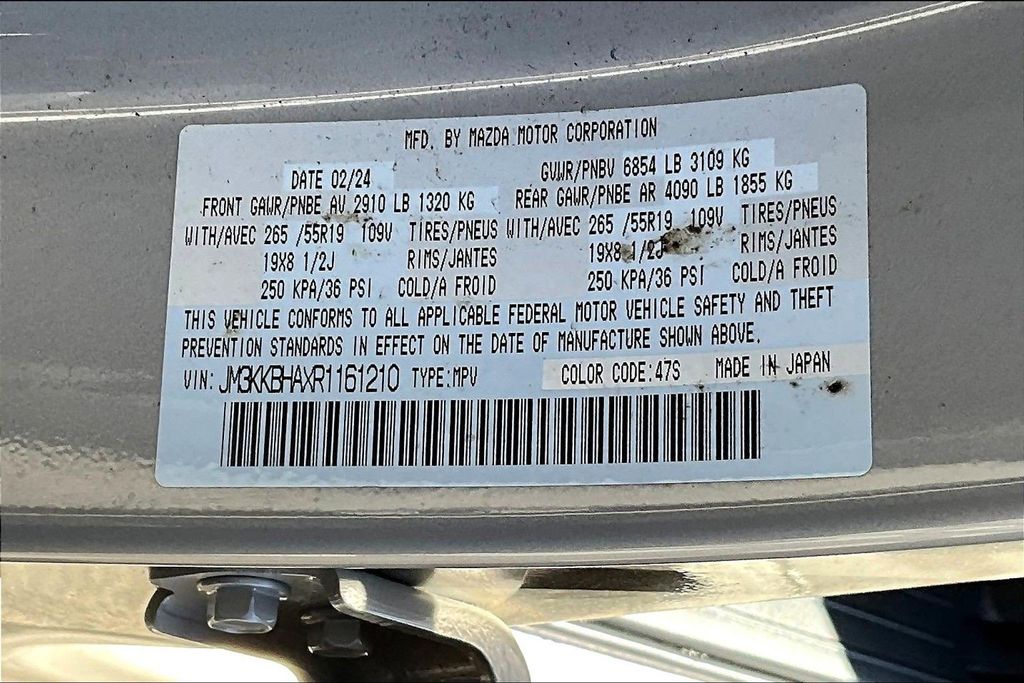 MFD. BY MAZDA MOTOR CORPORATION
DATE 02/24 GVWR/PNBV 6854 LB 3109 KG
FRONT GAWR/PNBE AV 2910 LB 1320 KG REAR GAWR/PNBE AR 4090 LB 1855 KG
WITH/AVEC 265 /55R19 109V TIRES/PNEUS WITH/AVEC 265 /55R19 109V TIRES/PNEUS
19X8 1/2J RIMS/JANTES 19X8 1/2J RIMS/JANTES
250 KPA/36 PSI COLD/A FROID 250 KPA/36 PSI COLD/A FROID
THIS VEHICLE CONFORMS TO ALL APPLICABLE FEDERAL MOTOR VEHICLE SAFETY AND THEFT
PREVENTION STANDARDS IN EFFECT ON THE DATE OF MANUFACTURE SHOWN ABOVE.
VIN: JM3KKBHAXR1161210 TYPE:MPV COLOR CODE:47S MADE IN JAPAN